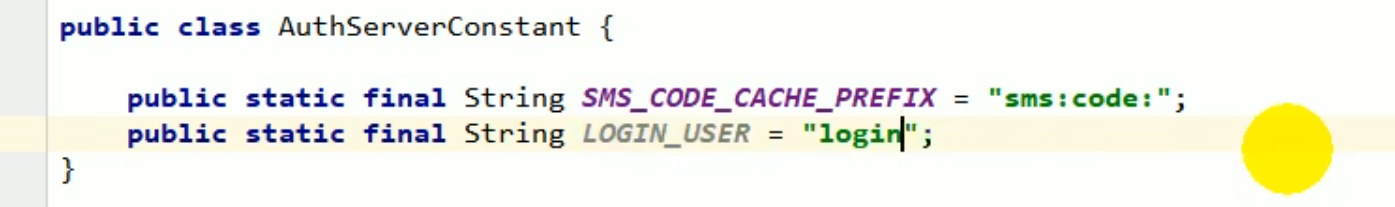 public class AuthServerConstant {
public static final String SMS_CODE_CACHE_PREFIX = "sms:code:";
public static final String LOGIN_USER = "login";
}